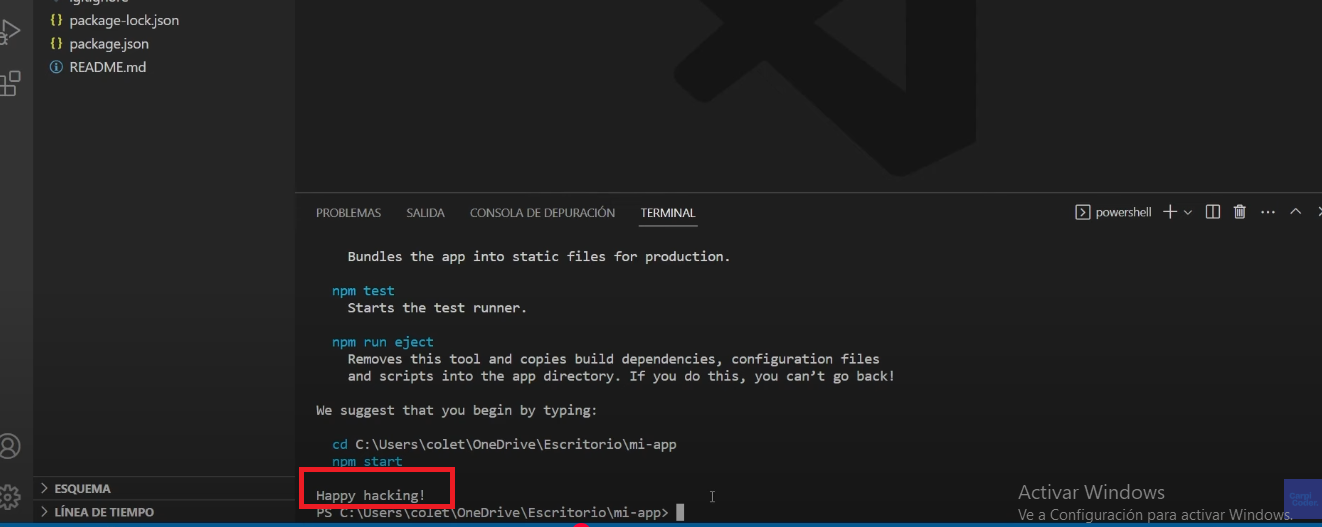 package-lock.json
package.json
README.md
PROBLEMAS SALIDA CONSOLA DE DEPURACIÓN TERMINAL
powershell
Bundles the app into static files for production.
npm test
Starts the test runner.
npm run eject
Removes this tool and copies build dependencies, configuration files
and scripts into the app directory. If you do this, you can’t go back!
We suggest that you begin by typing:
cd C:\Users\colet\OneDrive\Escritorio\mi-app
npm start
Happy hacking!
PS C:\Users\colet\OneDrive\Escritorio\mi-app>
ESQUEMA
LÍNEA DE TIEMPO
Activar Windows
Ve a Configuración para activar Windows.